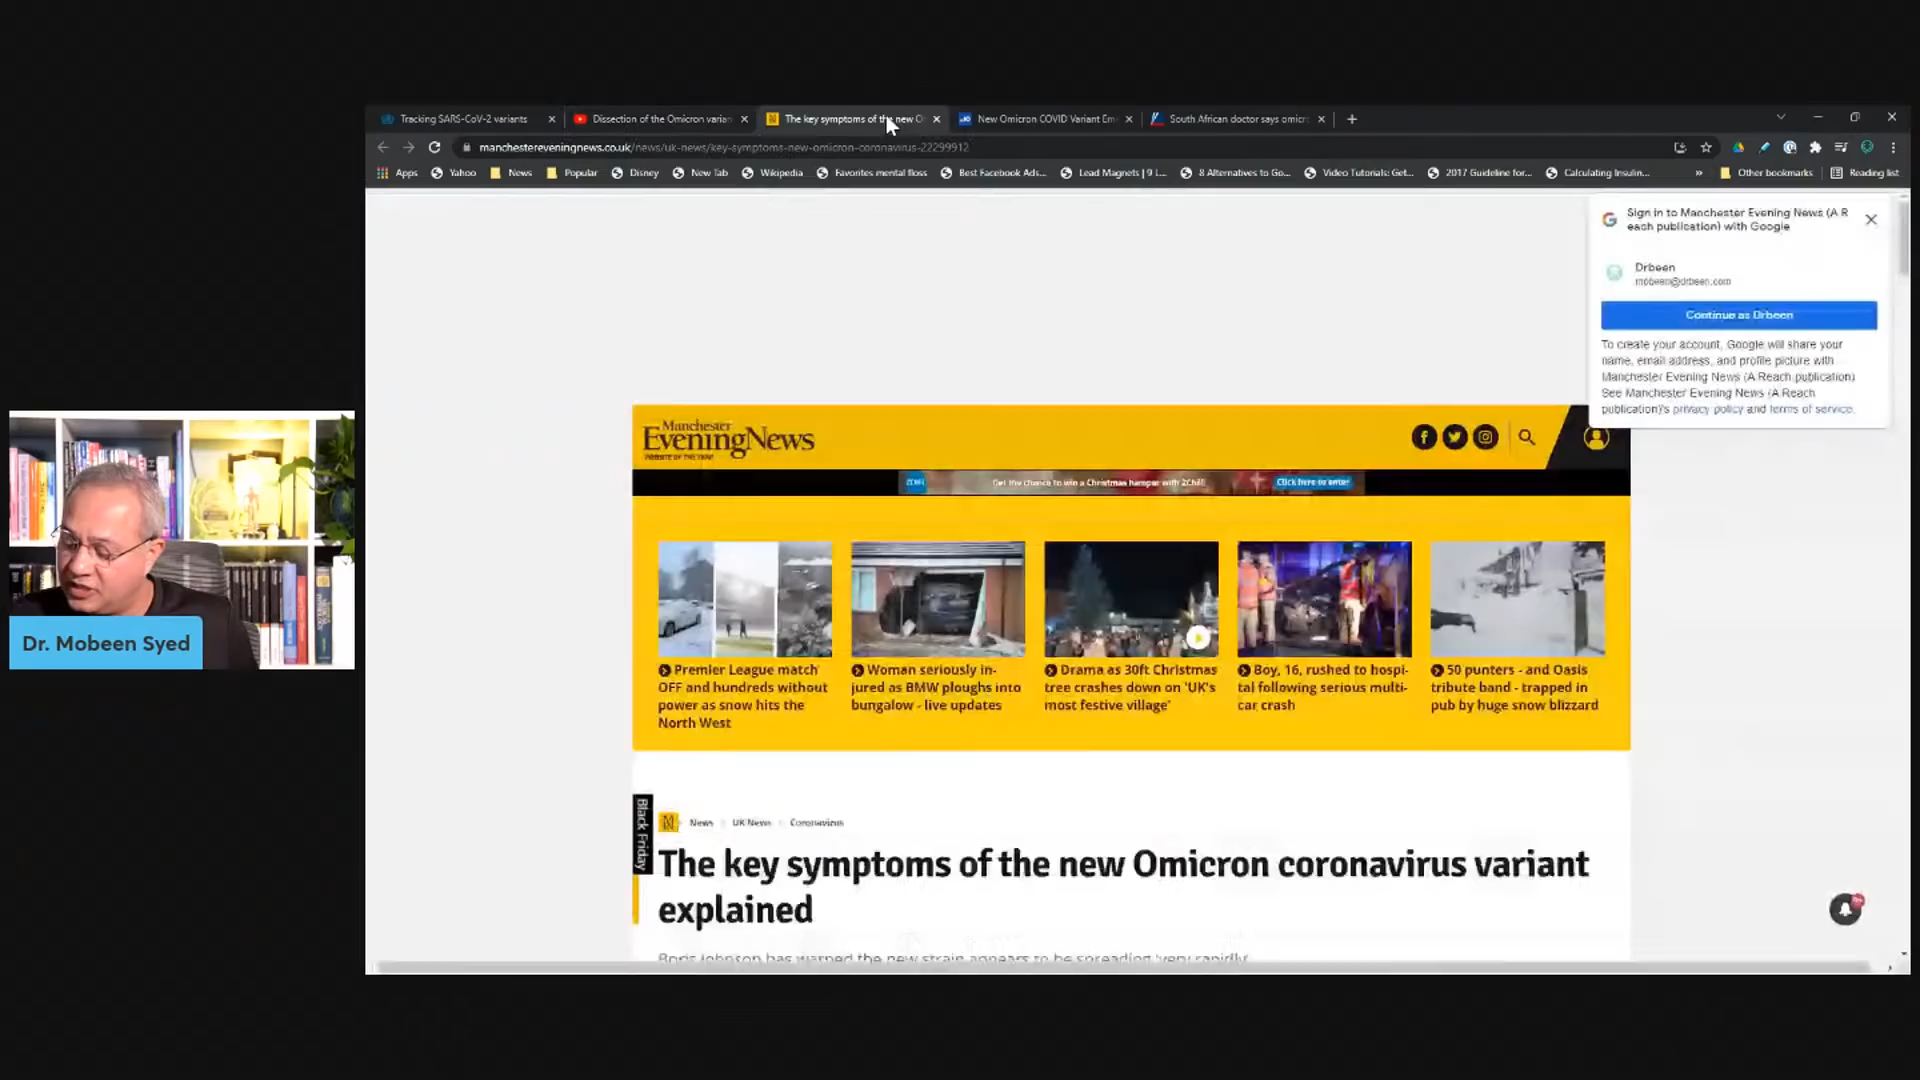 Tracking SARS-CoV-2 variants
Dissection of the Omicron varian
The key symptoms of the new O
New Omicron COVID Variant Em
South African doctor says omicr
manchestereveningnews.co.uk/news/uk-news/key-symptoms-new-omicron-coronavirus-22299912
Apps
Yahoo
News
Popular
Disney
New Tab
Wikipedia
Favorites mental floss
Best Facebook Ads...
Lead Magnets | 9 L...
8 Alternatives to Go...
Video Tutorials: Get...
2017 Guideline for...
Calculating Insulin...
»
Other bookmarks
Reading list
Sign in to Manchester Evening News (A R
each publication) with Google
Drbeen
mobeen@drbeen.com
Continue as Drbeen
To create your account, Google will share your
name, email address, and profile picture with
Manchester Evening News (A Reach publication)
See Manchester Evening News (A Reach
publication)'s privacy policy and terms of service.
Manchester
Evening News
Get the chance to win a Christmas hamper with 2Chill
Click here to enter
Premier League match
OFF and hundreds without
power as snow hits the
North West
Woman seriously in-
jured as BMW ploughs into
bungalow - live updates
Drama as 30ft Christmas
tree crashes down on 'UK's
most festive village'
Boy, 16, rushed to hospi-
tal following serious multi-
car crash
50 punters - and Oasis
tribute band - trapped in
pub by huge snow blizzard
Black Friday
News
UK News
Coronavirus
The key symptoms of the new Omicron coronavirus variant
explained
Boris Johnson has warned the new strain appears to be spreading 'very rapidly'
Dr. Mobeen Syed